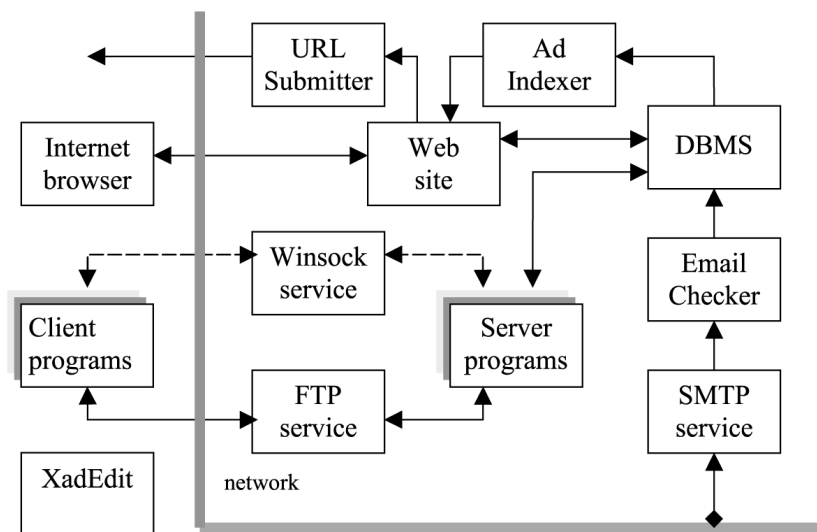 URL
Submitter
Ad
Indexer
Internet
browser
Web
site
DBMS
Winsock
service
Email
Checker
Client
programs
Server
programs
FTP
service
SMTP
service
XadEdit
network